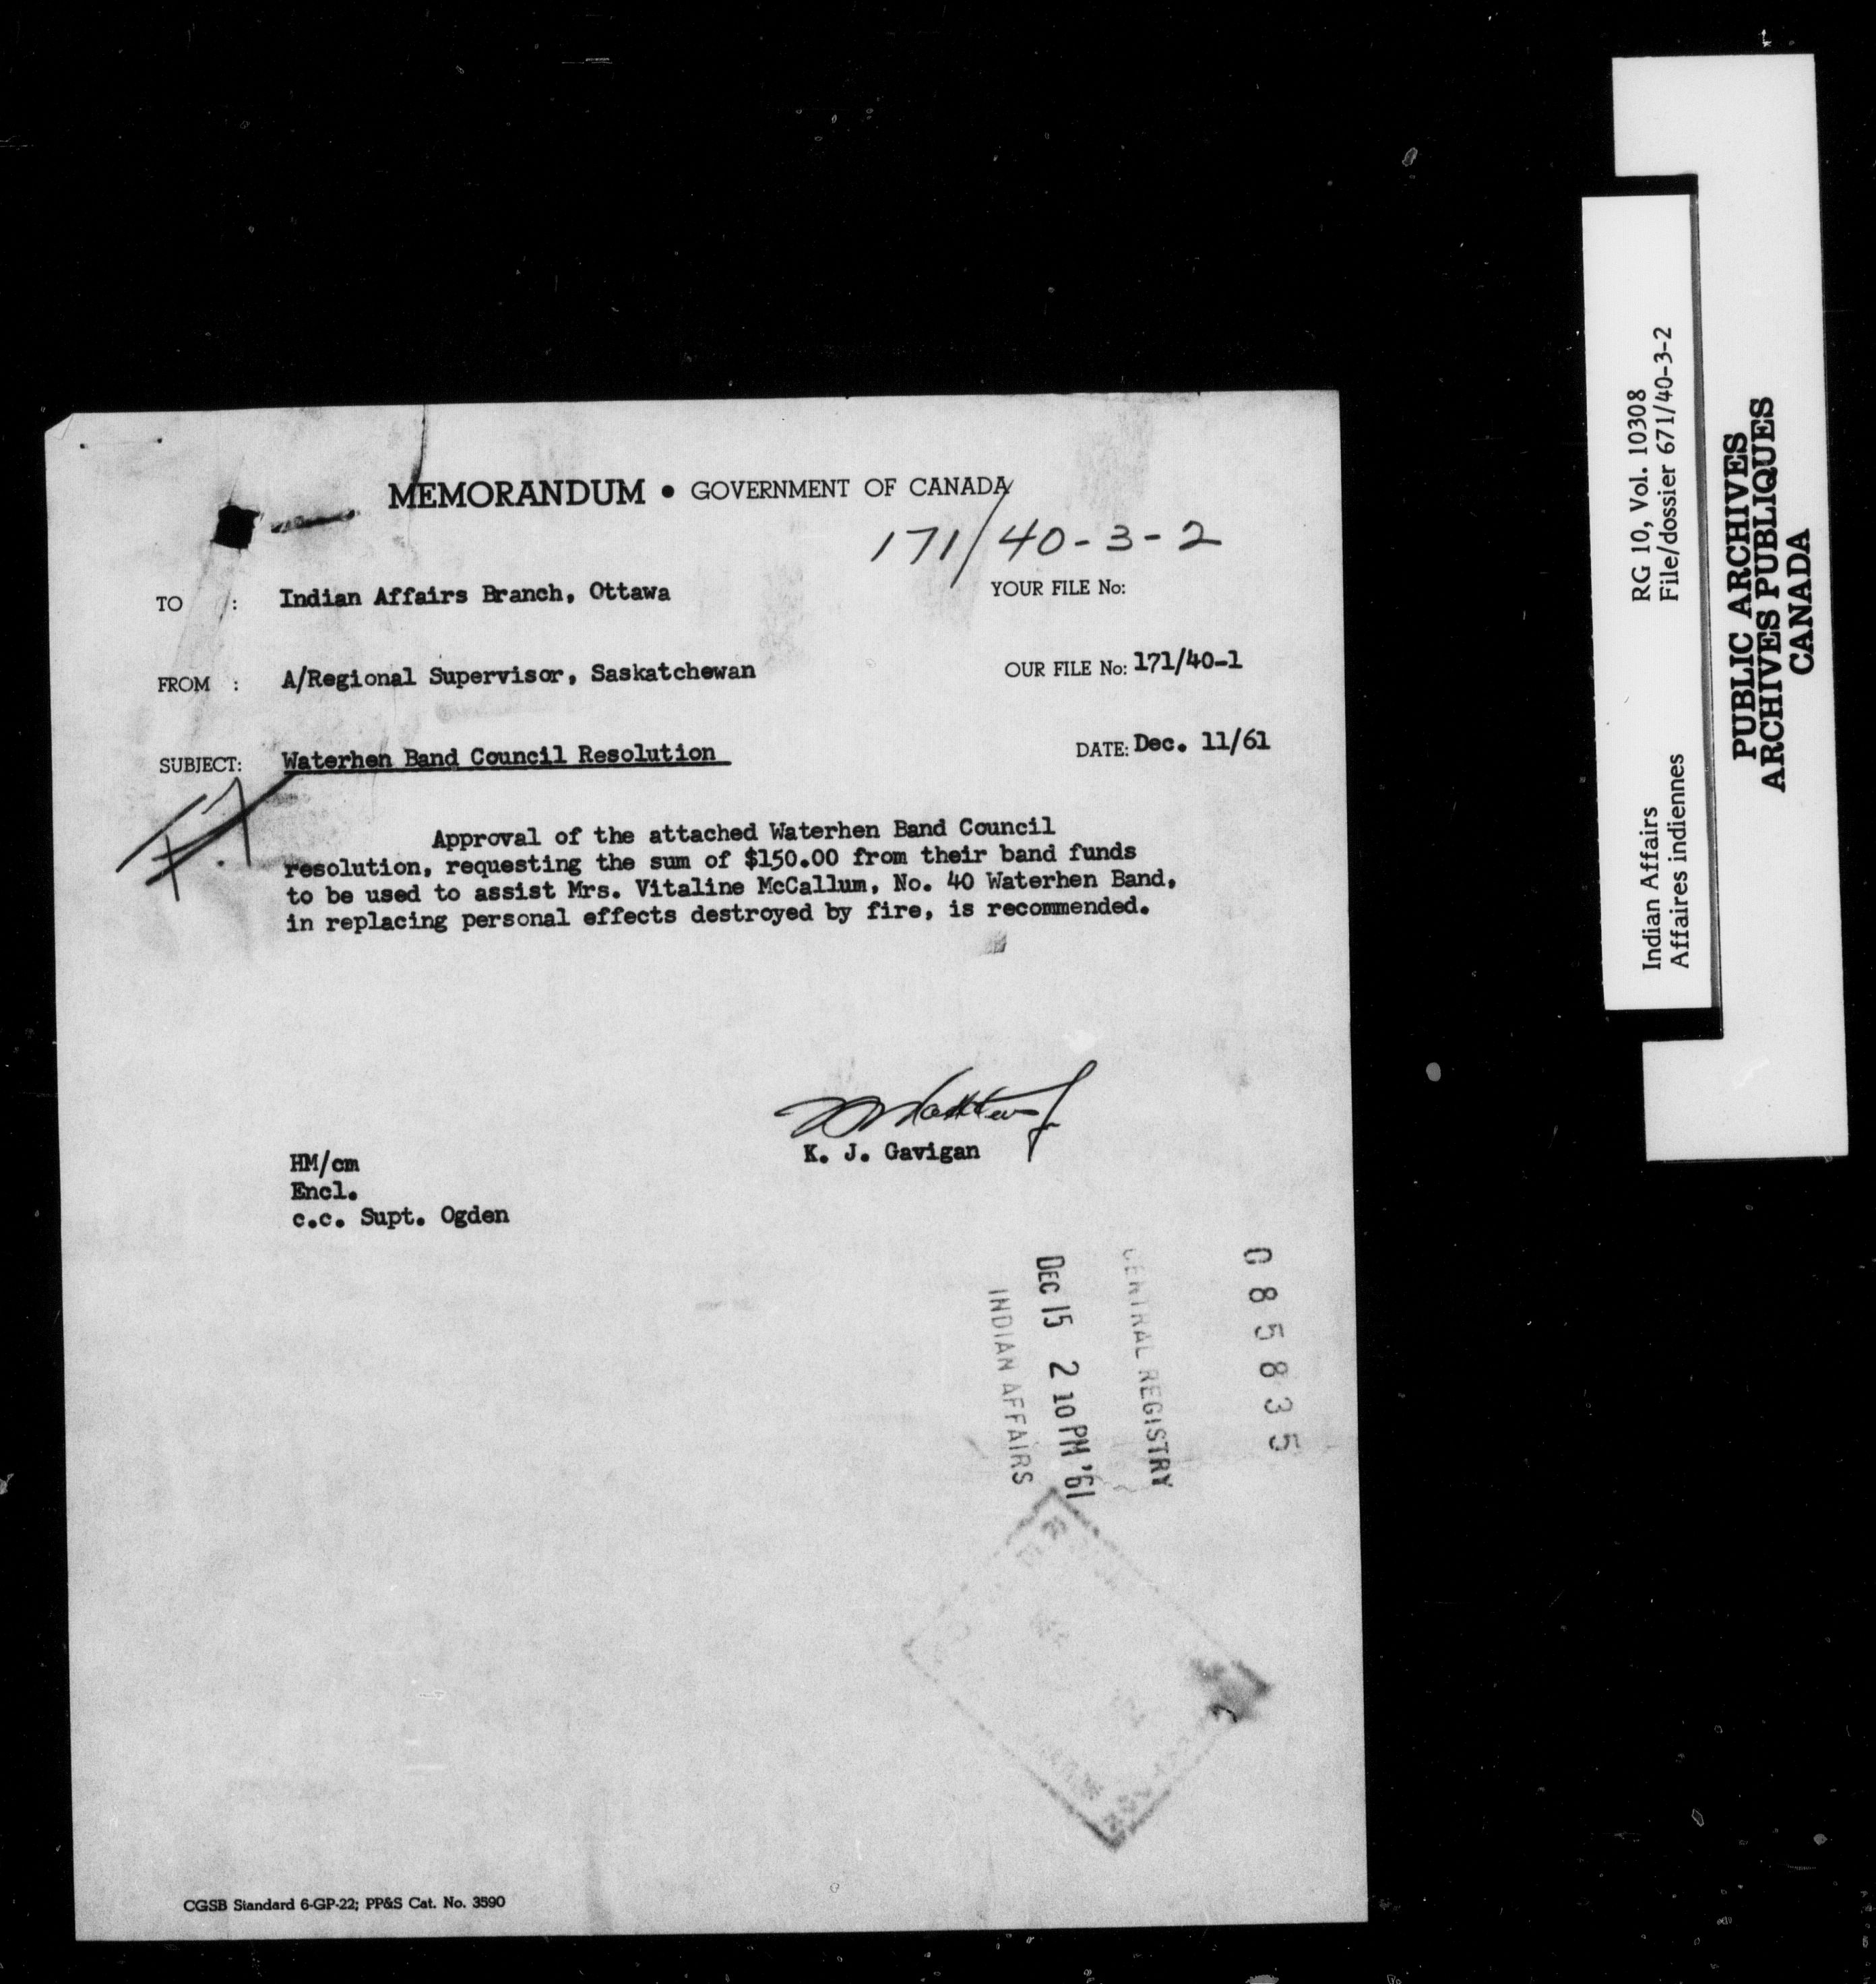 MEMORANDUM • GOVERNMENT OF CANADA
171/40-3-2
TO : Indian Affairs Branch, Ottawa
YOUR FILE No:
FROM : A/Regional Supervisor, Saskatchewan
OUR FILE No: 171/40-1
SUBJECT: Waterhen Band Council Resolution
DATE: Dec. 11/61
Approval of the attached Waterhen Band Council
resolution, requesting the sum of $150.00 from their band funds
to be used to assist Mrs. Vitaline McCallum, No. 40 Waterhen Band,
in replacing personal effects destroyed by fire, is recommended.
K. J. Gavigan
HM/cm
Encl.
c.c. Supt. Ogden
085835
CENTRAL REGISTRY
DEC 15 2 10 PM '61
INDIAN AFFAIRS
CGSB Standard 6-GP-22; PP&S Cat. No. 3590
Indian Affairs RG 10, Vol. 10308
Affaires indiennes File/dossier 671/40-3-2
PUBLIC ARCHIVES
ARCHIVES PUBLIQUES
CANADA